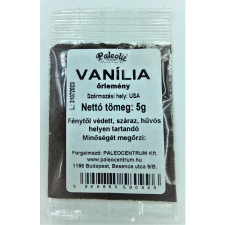 Paleolit
VANÍLIA
őrlemény
Származási hely: USA
Nettó tömeg: 5g
Fénytől védett, száraz, hűvös
helyen tartandó
Minőségét megőrzi:
Forgalmazó: PALEOCENTRUM Kft.
www.paleocentrum.hu
1186 Budapest, Besence utca 9/B.